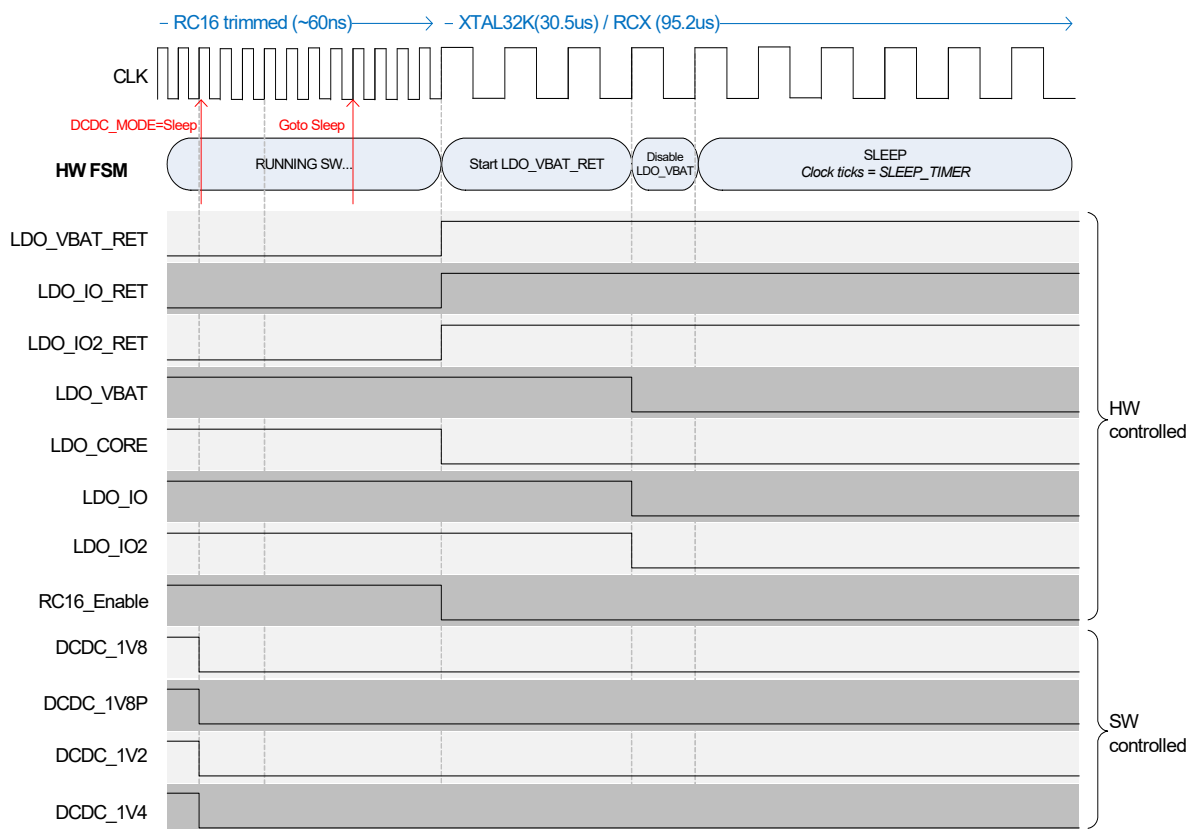 RC16 trimmed (~60ns)
XTAL32K(30.5us) / RCX (95.2us)
CLK
DCDC_MODE=Sleep
Goto Sleep
HW FSM
RUNNING SW...
Start LDO_VBAT_RET
Disable
LDO_VBAT
SLEEP
Clock ticks = SLEEP_TIMER
LDO_VBAT_RET
LDO_IO_RET
LDO_IO2_RET
LDO_VBAT
LDO_CORE
LDO_IO
LDO_IO2
RC16_Enable
HW
controlled
DCDC_1V8
DCDC_1V8P
DCDC_1V2
DCDC_1V4
SW
controlled